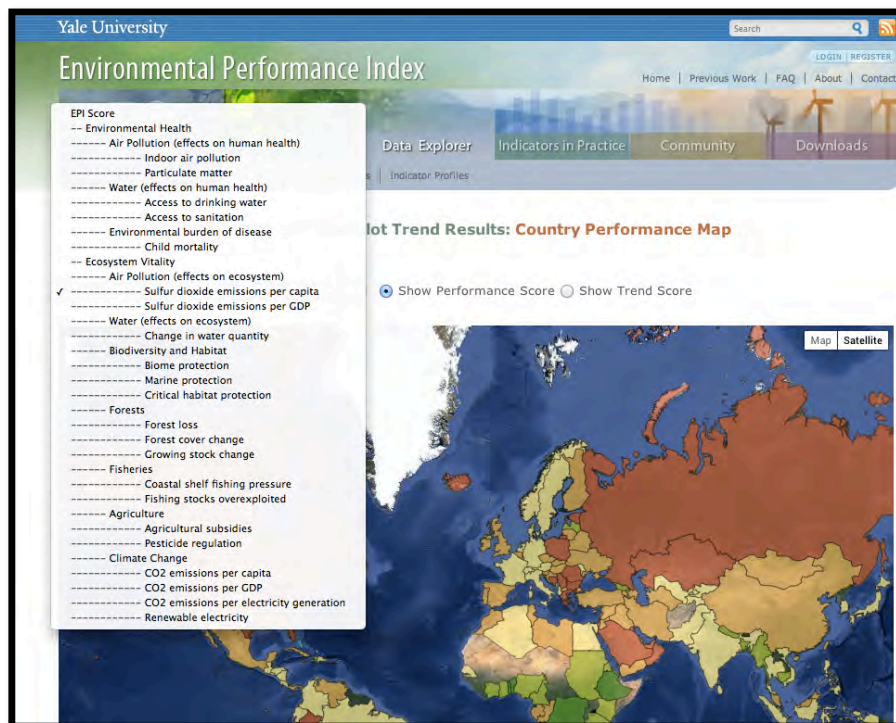 Yale University
Search
LOGIN | REGISTER
Environmental Performance Index
Home | Previous Work | FAQ | About | Contact
EPI Score
-- Environmental Health
------ Air Pollution (effects on human health)
------------ Indoor air pollution
------------ Particulate matter
------ Water (effects on human health)
------------ Access to drinking water
------------ Access to sanitation
------ Environmental burden of disease
------------ Child mortality
-- Ecosystem Vitality
------ Air Pollution (effects on ecosystem)
✓ ------------ Sulfur dioxide emissions per capita
------------ Sulfur dioxide emissions per GDP
------ Water (effects on ecosystem)
------------ Change in water quantity
------ Biodiversity and Habitat
------------ Biome protection
------------ Marine protection
------------ Critical habitat protection
------ Forests
------------ Forest loss
------------ Forest cover change
------------ Growing stock change
------ Fisheries
------------ Coastal shelf fishing pressure
------------ Fishing stocks overexploited
------ Agriculture
------------ Agricultural subsidies
------------ Pesticide regulation
------ Climate Change
------------ CO2 emissions per capita
------------ CO2 emissions per GDP
------------ CO2 emissions per electricity generation
------------ Renewable electricity
Data Explorer Indicators in Practice Community Downloads
s | Indicator Profiles
lot Trend Results: Country Performance Map
Show Performance Score Show Trend Score
Map Satellite